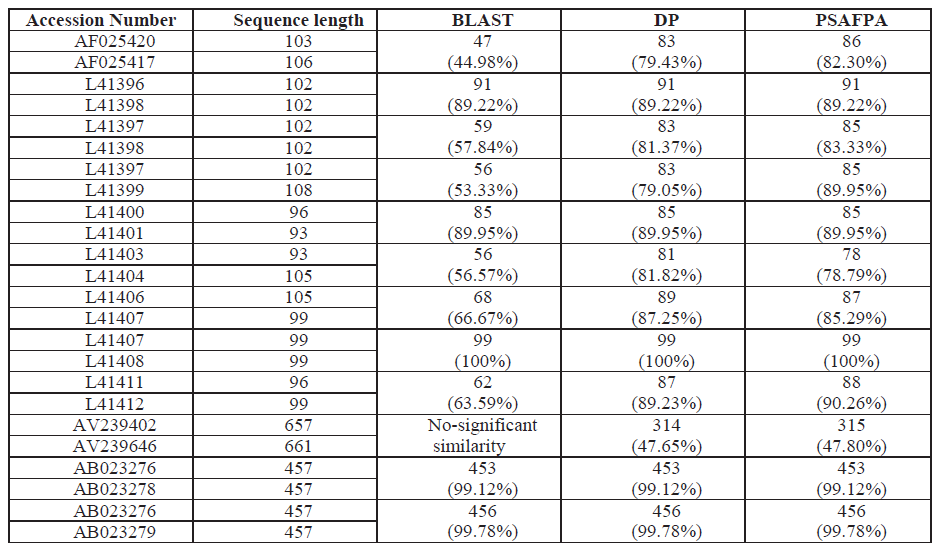 Accession Number Sequence length BLAST DP PSAFPA
AF025420 103 47 83 86
AF025417 106 (44.98%) (79.43%) (82.30%)
L41396 102 91 91 91
L41398 102 (89.22%) (89.22%) (89.22%)
L41397 102 59 83 85
L41398 102 (57.84%) (81.37%) (83.33%)
L41397 102 56 83 85
L41399 108 (53.33%) (79.05%) (89.95%)
L41400 96 85 85 85
L41401 93 (89.95%) (89.95%) (89.95%)
L41403 93 56 81 78
L41404 105 (56.57%) (81.82%) (78.79%)
L41406 105 68 89 87
L41407 99 (66.67%) (87.25%) (85.29%)
L41407 99 99 99 99
L41408 99 (100%) (100%) (100%)
L41411 96 62 87 88
L41412 99 (63.59%) (89.23%) (90.26%)
AV239402 657 No-significant 314 315
AV239646 661 similarity (47.65%) (47.80%)
AB023276 457 453 453 453
AB023278 457 (99.12%) (99.12%) (99.12%)
AB023276 457 456 456 456
AB023279 457 (99.78%) (99.78%) (99.78%)